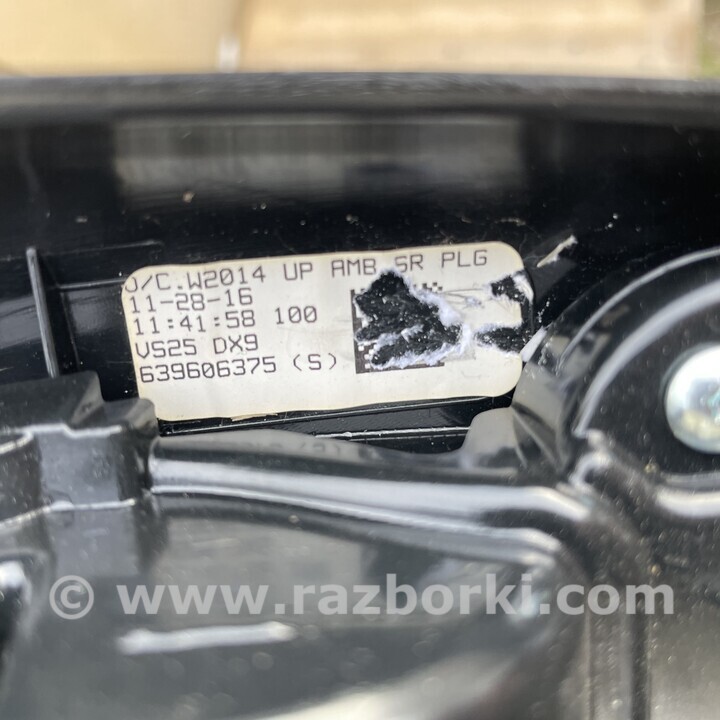 J/C.W2014 UP AMB SR PLG
11-28-16
11:41:58 100
VS25 DX9
639606375 (S)
© www.razborki.com